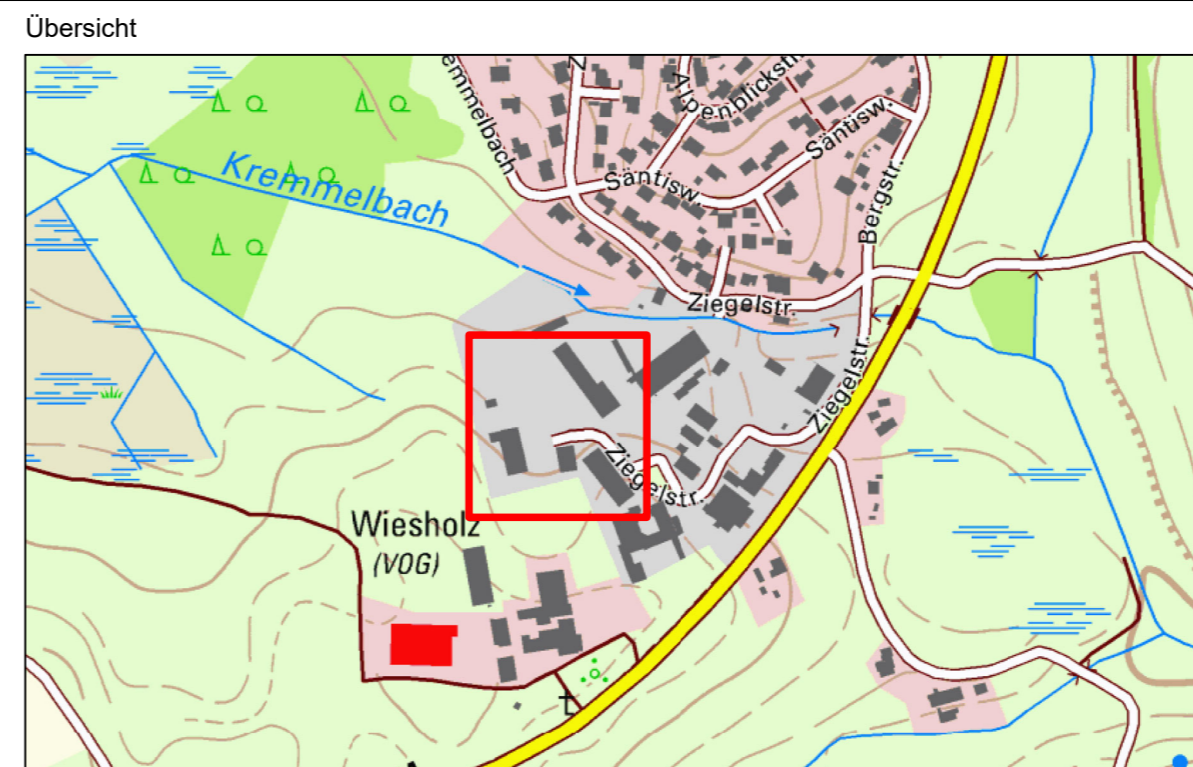 Übersicht
Alpenblickstr.
Säntisw.
emmelbach
Säntisw.
Kremmelbach
Bergstr.
Ziegelstr.
Ziegelstr.
Ziegelstr.
Wiesholz
(VOG)